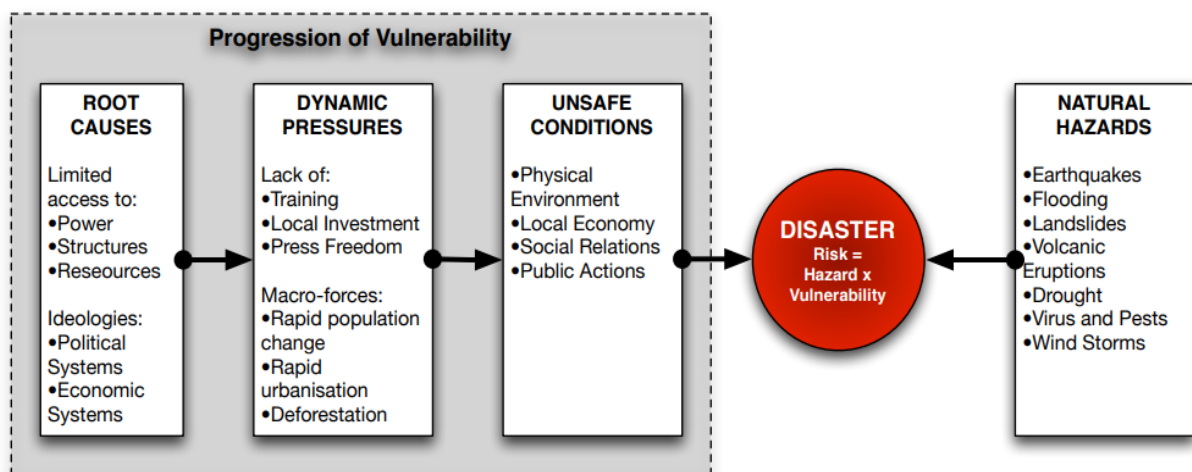 Progression of Vulnerability
ROOT
CAUSES
Limited
access to:
•Power
•Structures
•Reseources
Ideologies:
•Political
Systems
•Economic
Systems
DYNAMIC
PRESSURES
Lack of:
•Training
•Local Investment
•Press Freedom
Macro-forces:
•Rapid population
change
•Rapid
urbanisation
•Deforestation
UNSAFE
CONDITIONS
•Physical
Environment
•Local Economy
•Social Relations
•Public Actions
DISASTER
Risk =
Hazard x
Vulnerability
NATURAL
HAZARDS
•Earthquakes
•Flooding
•Landslides
•Volcanic
Eruptions
•Drought
•Virus and Pests
•Wind Storms